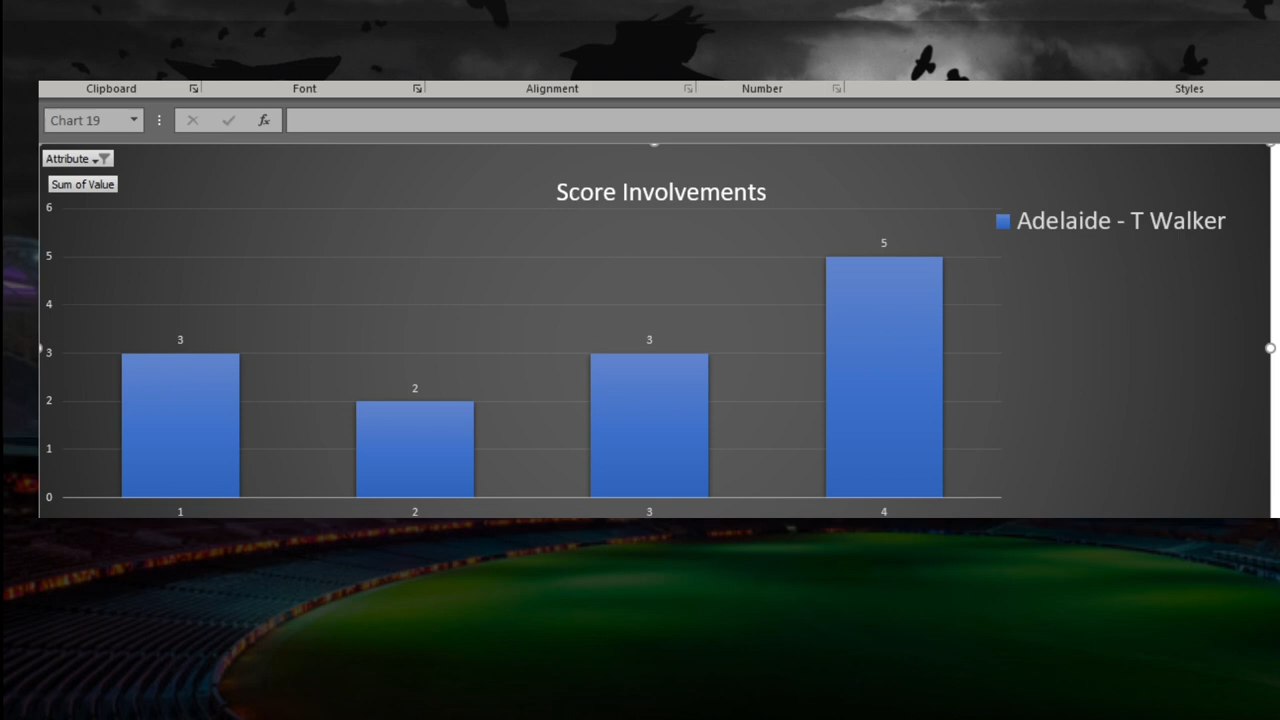 Clipboard Font Alignment Number Styles
Chart 19 fx
Attribute
Sum of Value
Score Involvements
Adelaide - T Walker
6
5
4
3
2
1
0
3
2
3
5
1 2 3 4